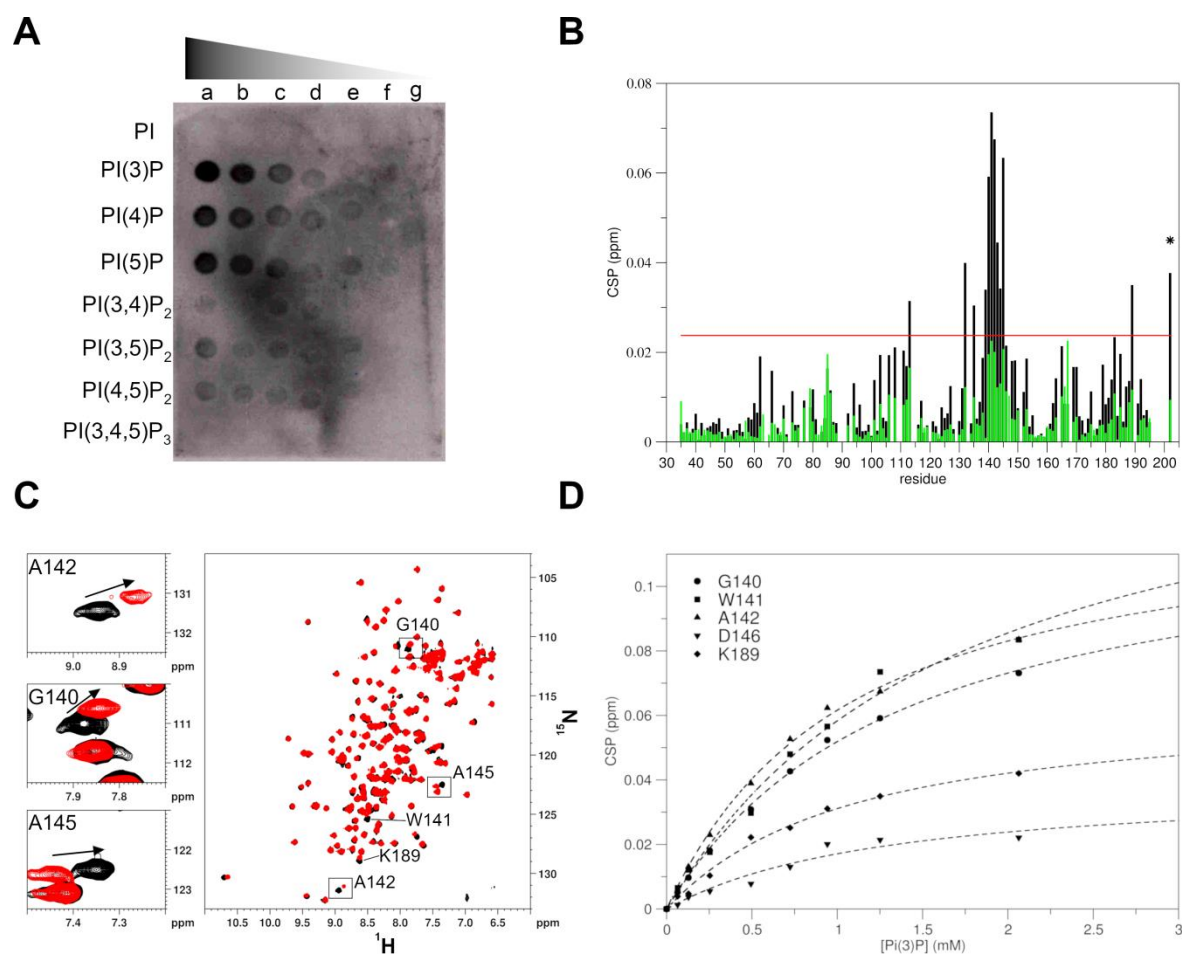 A
a b c d e f g
PI
PI(3)P
PI(4)P
PI(5)P
PI(3,4)P2
PI(3,5)P2
PI(4,5)P2
PI(3,4,5)P3
B
0.08
0.06
0.04
0.02
0
CSP (ppm)
*
30 40 50 60 70 80 90 100 110 120 130 140 150 160 170 180 190 200
residue
C
A142
131
132
9.0 8.9 ppm
G140
111
112
7.9 7.8 ppm
A145
122
123
7.4 7.3 ppm
G140
A145
W141
K189
A142
105
110
115
120
125
130
ppm
15N
10.5 10.0 9.5 9.0 8.5 8.0 7.5 7.0 6.5
1H
D
G140
W141
A142
D146
K189
0.1
0.08
0.06
0.04
0.02
0
CSP (ppm)
0 0.5 1 1.5 2 2.5 3
[Pi(3)P] (mM)